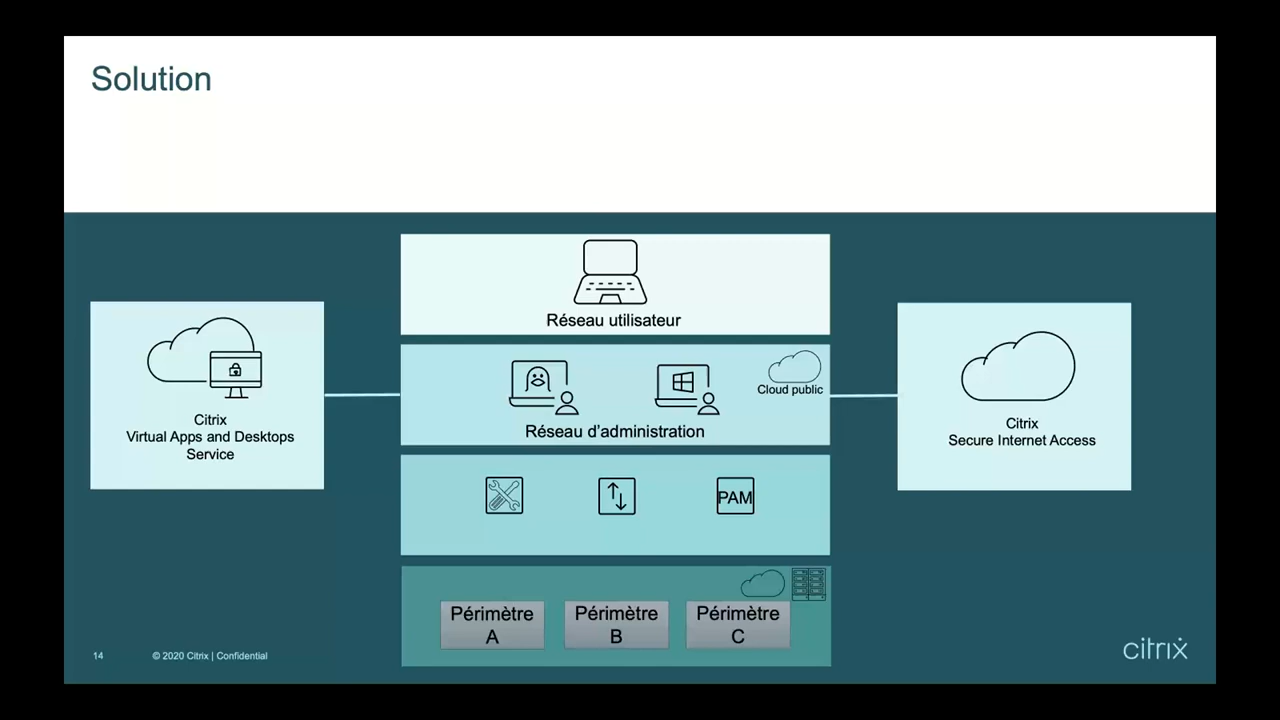 Solution
Réseau utilisateur
Cloud public
Réseau d'administration
Citrix
Virtual Apps and Desktops
Service
Citrix
Secure Internet Access
PAM
Périmètre
A
Périmètre
B
Périmètre
C
14
© 2020 Citrix | Confidential
citrix